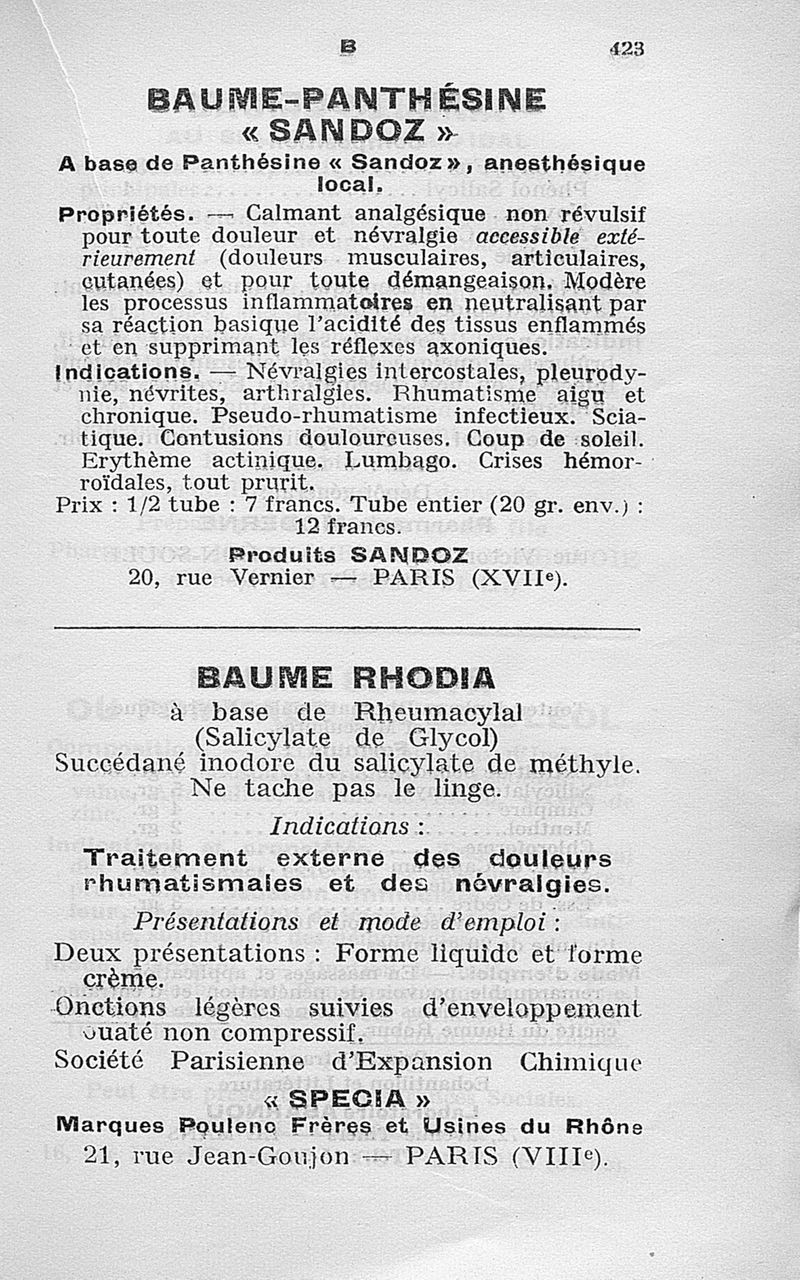 B 423
BAUME-PANTHÉSINE
« SANDOZ »
A base de Panthésine « Sandoz », anesthésique
local.
Propriétés. — Calmant analgésique non révulsif
pour toute douleur et névralgie accessible exté-
rieurement (douleurs musculaires, articulaires,
cutanées) et pour toute démangeaison. Modère
les processus inflammatoires en neutralisant par
sa réaction basique l'acidité des tissus enflammés
et en supprimant les réflexes axoniques.
Indications. — Névralgies intercostales, pleurody-
nie, névrites, arthralgies. Rhumatisme aigu et
chronique. Pseudo-rhumatisme infectieux. Scia-
tique. Contusions douloureuses. Coup de soleil.
Erythème actinique. Lumbago. Crises hémor-
roïdales, tout prurit.
Prix : 1/2 tube : 7 francs. Tube entier (20 gr. env.) :
12 francs.
Produits SANDOZ
20, rue Vernier — PARIS (XVIIe).
BAUME RHODIA
à base de Rheumacylal
(Salicylate de Glycol)
Succédané inodore du salicylate de méthyle.
Ne tache pas le linge.
Indications :
Traitement externe des douleurs
rhumatismales et des névralgies.
Présentations et mode d'emploi :
Deux présentations : Forme liquide et forme
crème.
Onctions légères suivies d'enveloppement
ouaté non compressif.
Société Parisienne d'Expansion Chimique
« SPECIA »
Marques Poulenc Frères et Usines du Rhône
21, rue Jean-Goujon — PARIS (VIIIe).